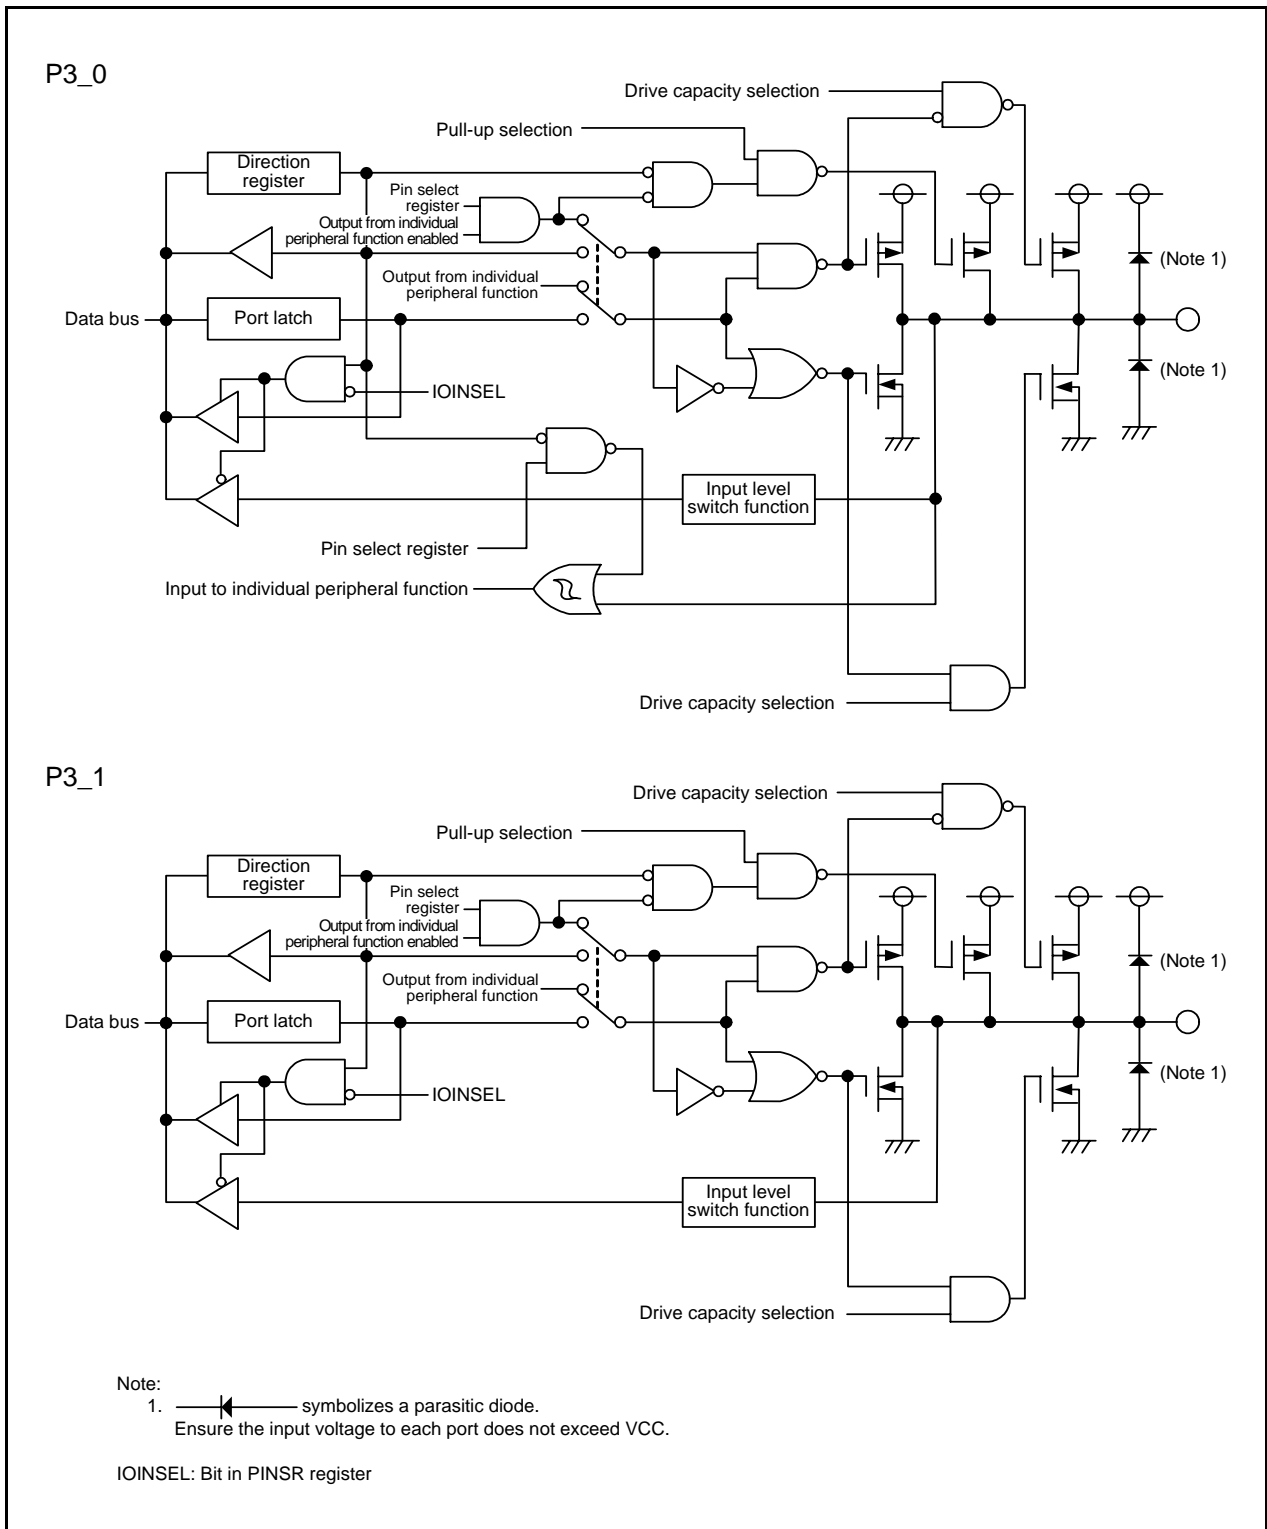 P3_0
Drive capacity selection
Pull-up selection
Direction
register
Pin select
register
Output from individual
peripheral function enabled
(Note 1)
Output from individual
peripheral function
Data bus
Port latch
(Note 1)
IOINSEL
Input level
switch function
Pin select register
Input to individual peripheral function
Drive capacity selection
P3_1
Drive capacity selection
Pull-up selection
Direction
register
Pin select
register
Output from individual
peripheral function enabled
(Note 1)
Output from individual
peripheral function
Data bus
Port latch
(Note 1)
IOINSEL
Input level
switch function
Drive capacity selection
Note:
1. symbolizes a parasitic diode.
Ensure the input voltage to each port does not exceed VCC.
IOINSEL: Bit in PINSR register